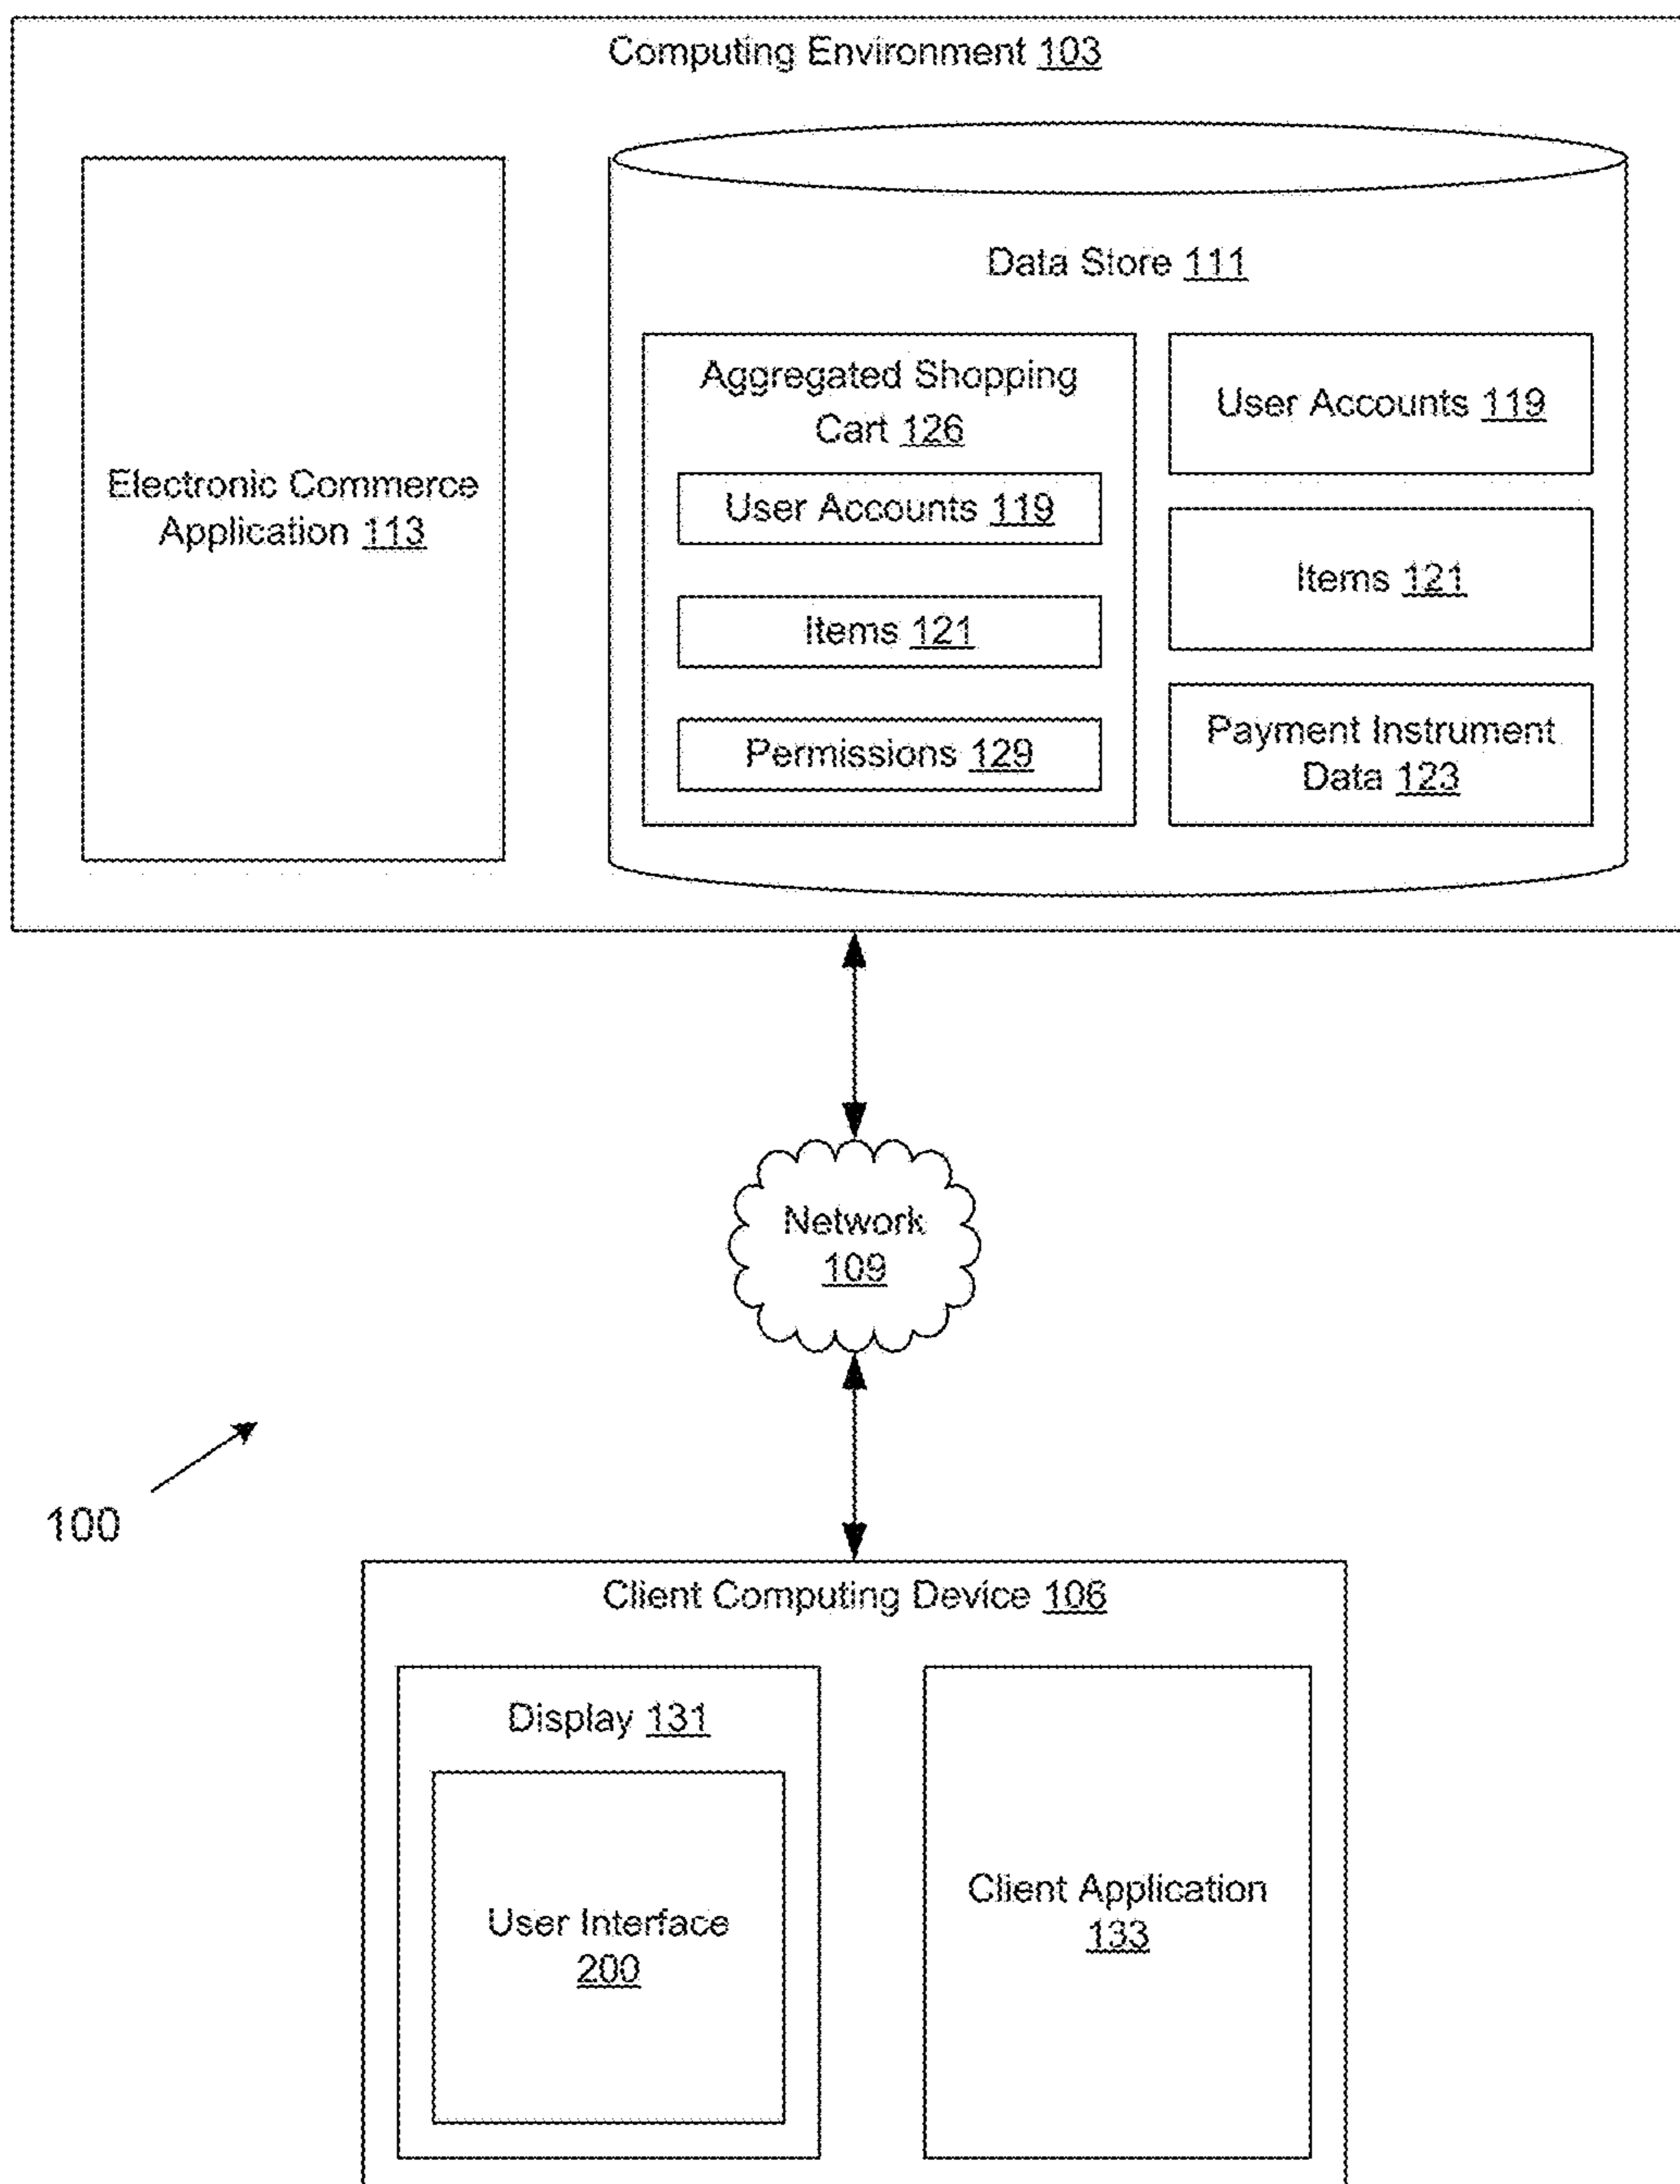 Computing Environment 103
Data Store 111
Aggregated Shopping
Cart 126
User Accounts 119
Items 121
Permissions 129
User Accounts 119
Items 121
Payment Instrument
Data 123
Electronic Commerce
Application 113
Network
109
100
Client Computing Device 106
Display 131
User Interface
200
Client Application
133